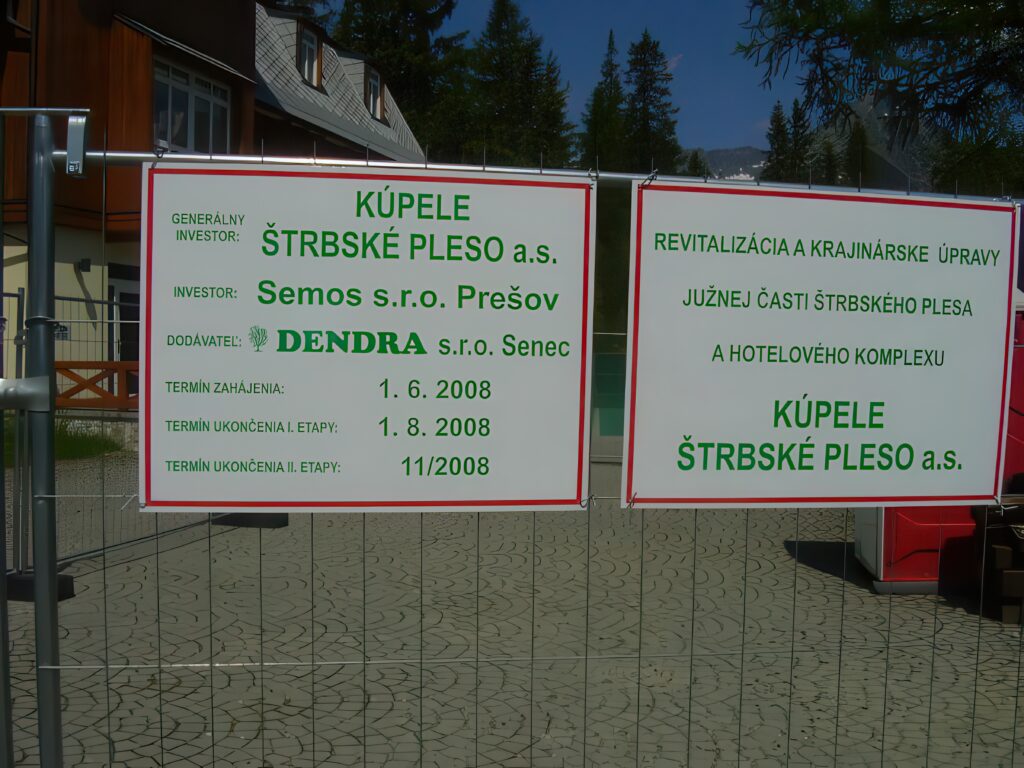 KÚPELE
GENERÁLNY
INVESTOR:
ŠTRBSKÉ PLESO a.s.
INVESTOR: Semos s.r.o. Prešov
DODÁVATEĽ: DENDRA s.r.o. Senec
TERMÍN ZAHÁJENIA: 1. 6. 2008
TERMÍN UKONČENIA I. ETAPY: 1. 8. 2008
TERMÍN UKONČENIA II. ETAPY: 11/2008
REVITALIZÁCIA A KRAJINÁRSKE ÚPRAVY
JUŽNEJ ČASTI ŠTRBSKÉHO PLESA
A HOTELOVÉHO KOMPLEXU
KÚPELE
ŠTRBSKÉ PLESO a.s.